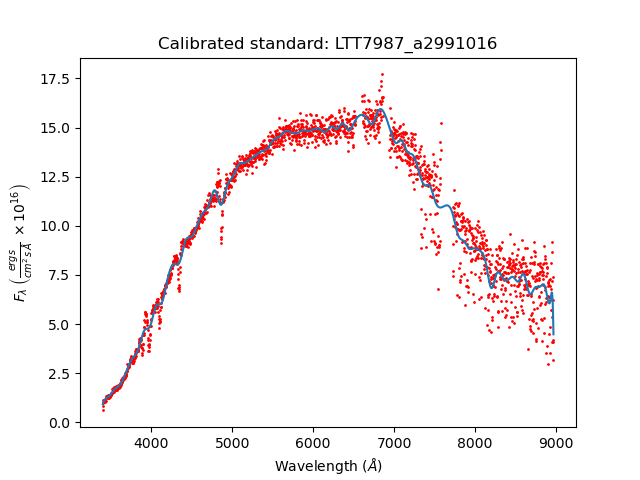 Calibrated standard: LTT7987_a2991016
17.5
15.0
12.5
10.0
7.5
5.0
2.5
0.0
F_λ (ergs / cm² s Å) × 10¹⁶
4000 5000 6000 7000 8000 9000
Wavelength (Å)